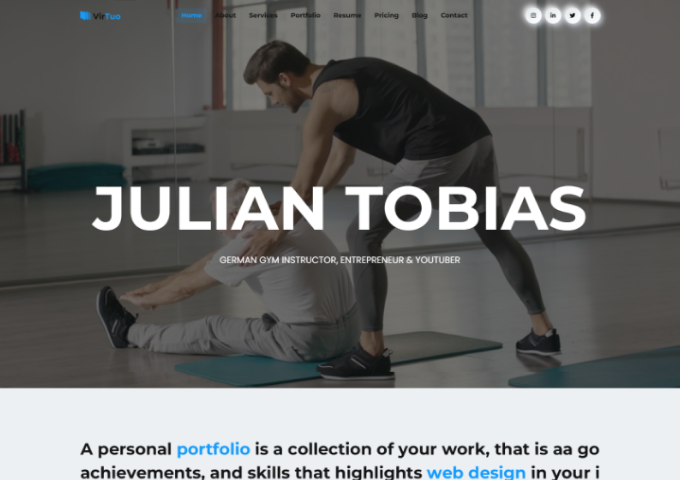 VirTuo
Home About Services Portfolio Resume Pricing Blog Contact
JULIAN TOBIAS
GERMAN GYM INSTRUCTOR, ENTREPRENEUR & YOUTUBER
A personal portfolio is a collection of your work, that is aa go
achievements, and skills that highlights web design in your i